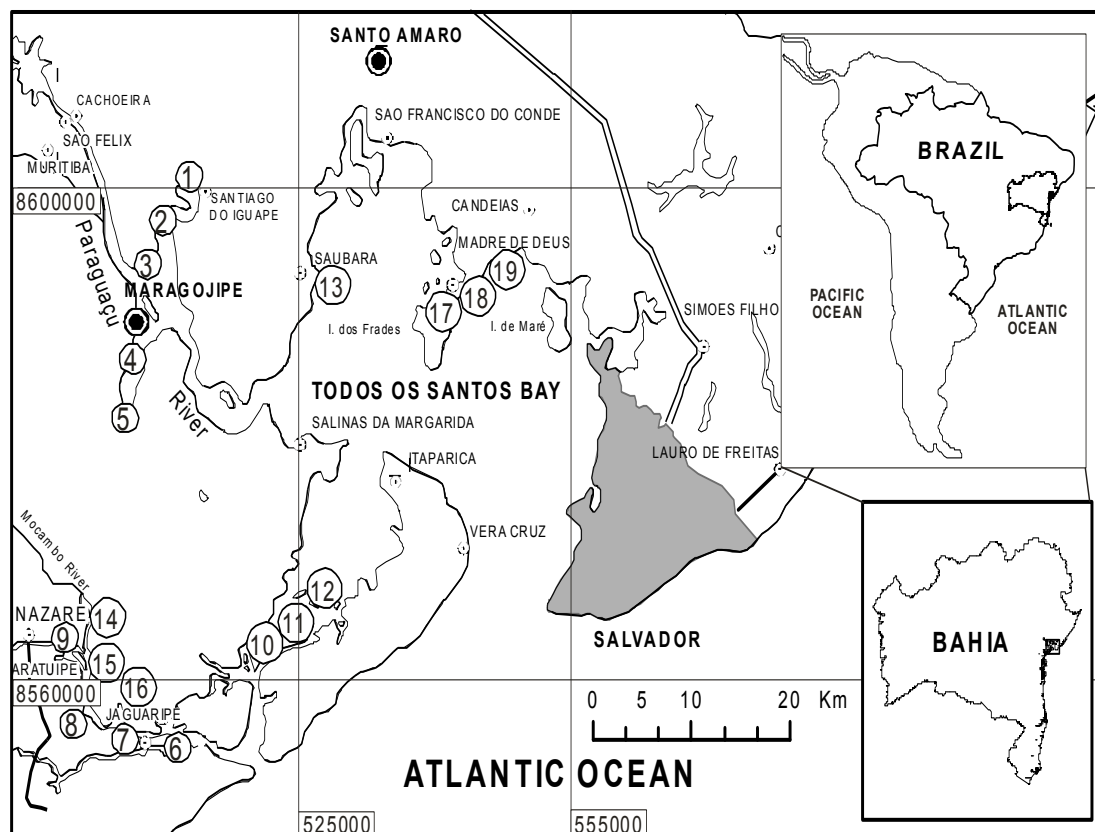 SANTO AMARO
CACHOEIRA
SAO FRANCISCO DO CONDE
SAO FELIX
MURITIBA
BRAZIL
1
SANTIAGO
DO IGUAPE
8600000
2
CANDEIAS
Paraguaçu
River
MADRE DE DEUS
3
SAUBARA
19
13
18
17
MARAGOJIPE
PACIFIC
OCEAN
ATLANTIC
OCEAN
SIMOES FILHO
I. dos Frades
I. de Maré
4
TODOS OS SANTOS BAY
5
SALINAS DA MARGARIDA
LAURO DE FREITAS
ITAPARICA
Mocambo River
VERA CRUZ
12
NAZARE
14
11
9
10
SALVADOR
BAHIA
ARATUIPE
15
16
8560000
0 5 10 20 Km
JAGUARIPE
8
7
6
ATLANTIC OCEAN
525000
555000